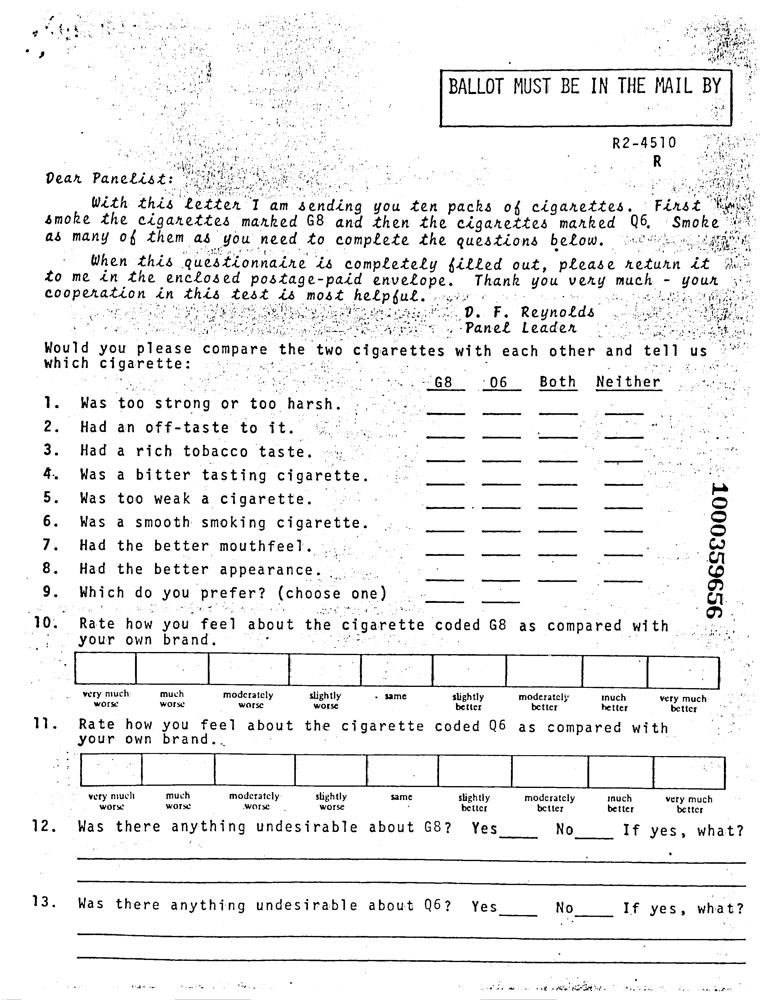 BALLOT MUST BE IN THE MAIL BY
R2-4510
R
Dear Panelist:
With this letter I am sending you ten packs of cigarettes. First
smoke the cigarettes marked G8 and then the cigarettes marked Q6. Smoke
as many of them as you need to complete the questions below.
When this questionnaire is completely filled out, please return it
to me in the enclosed postage-paid envelope. Thank you very much - your
cooperation in this test is most helpful.
D. F. Reynolds
Panel Leader
Would you please compare the two cigarettes with each other and tell us
which cigarette:
G8 Q6 Both Neither
1. Was too strong or too harsh.
2. Had an off-taste to it.
3. Had a rich tobacco taste.
4. Was a bitter tasting cigarette.
5. Was too weak a cigarette.
6. Was a smooth smoking cigarette.
7. Had the better mouthfeel.
8. Had the better appearance.
9. Which do you prefer? (choose one)
1000359656
10. Rate how you feel about the cigarette coded G8 as compared with
your own brand.
very much worse much worse moderately worse slightly worse same slightly better moderately better much better very much better
11. Rate how you feel about the cigarette coded Q6 as compared with
your own brand.
very much worse much worse moderately worse slightly worse same slightly better moderately better much better very much better
12. Was there anything undesirable about G8? Yes____ No____ If yes, what?
13. Was there anything undesirable about Q6? Yes____ No____ If yes, what?